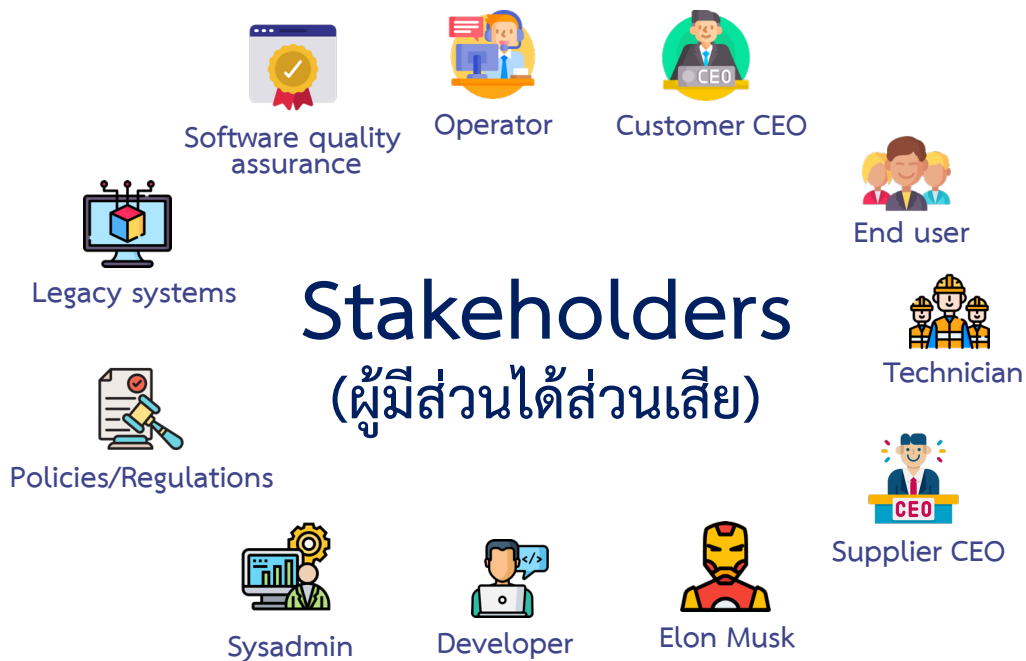 CEO
Operator
Customer CEO
Software quality
assurance
End user
Legacy systems
Stakeholders
(ผู้มีส่วนได้ส่วนเสีย)
Technician
Policies/Regulations
CEO
Supplier CEO
</>
Sysadmin
Developer
Elon Musk